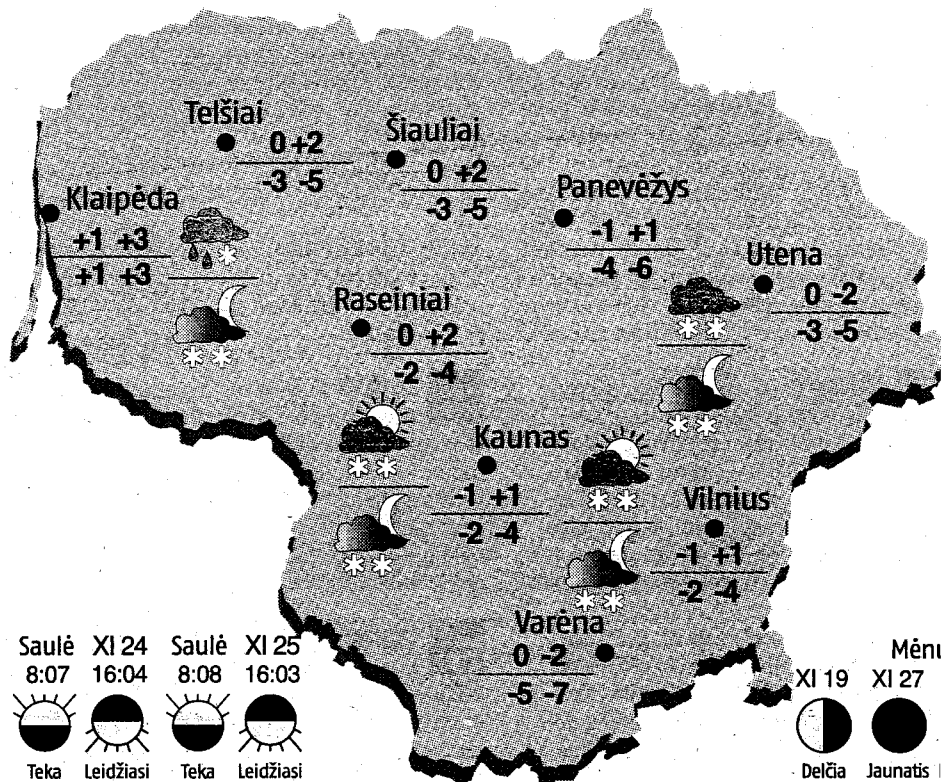 Telšiai
0 +2
-3 -5
Šiauliai
0 +2
-3 -5
Klaipėda
+1 +3
+1 +3
Panevėžys
-1 +1
-4 -6
Utena
0 -2
-3 -5
Raseiniai
0 +2
-2 -4
Kaunas
-1 +1
-2 -4
Vilnius
-1 +1
-2 -4
Varėna
0 -2
-5 -7
Saulė XI 24 Saulė XI 25
8:07 16:04 8:08 16:03
Teka Leidžiasi Teka Leidžiasi
Mėnu
XI 19 XI 27
Delčia Jaunatis